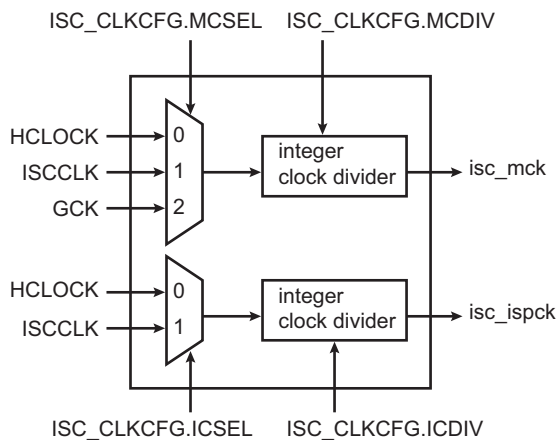 ISC_CLKCFG.MCSEL
ISC_CLKCFG.MCDIV
HCLOCK
0
ISCCLK
1
GCK
2
integer
clock divider
isc_mck
HCLOCK
0
ISCCLK
1
integer
clock divider
isc_ispck
ISC_CLKCFG.ICSEL
ISC_CLKCFG.ICDIV